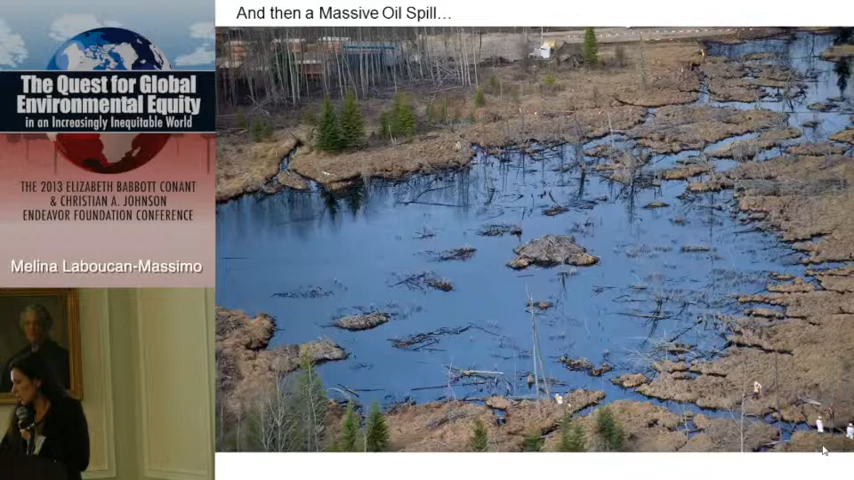 And then a Massive Oil Spill...
The Quest for Global
Environmental Equity
in an Increasingly Inequitable World
THE 2013 ELIZABETH BABBOTT CONANT
& CHRISTIAN A. JOHNSON
ENDEAVOR FOUNDATION CONFERENCE
Melina Laboucan-Massimo